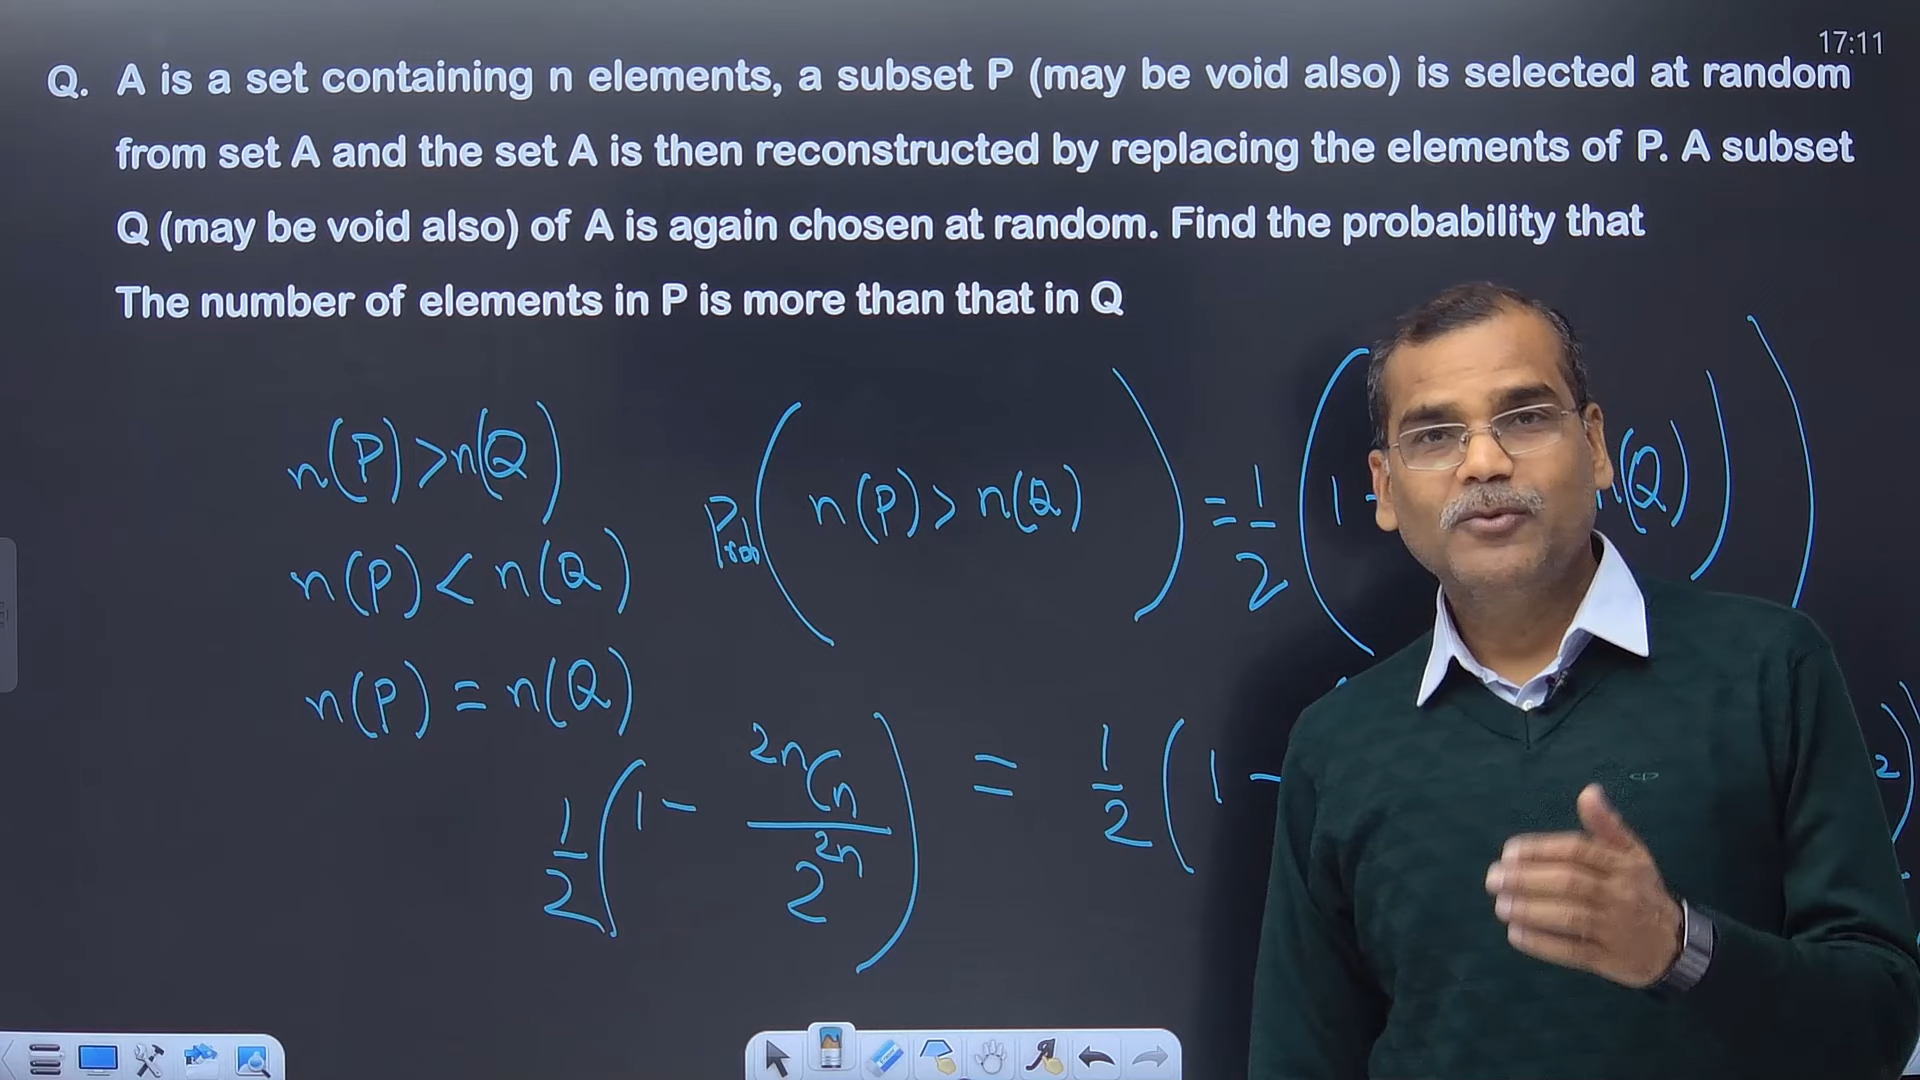 17:11
Q. A is a set containing n elements, a subset P (may be void also) is selected at random
from set A and the set A is then reconstructed by replacing the elements of P. A subset
Q (may be void also) of A is again chosen at random. Find the probability that
The number of elements in P is more than that in Q
n(P)>n(Q)
n(P)<n(Q)
n(P)=n(Q)
Prob(n(P)>n(Q))=1/2(1- n(Q)))
1/2(1-2nCn/2^2n)=1/2(1- 2)